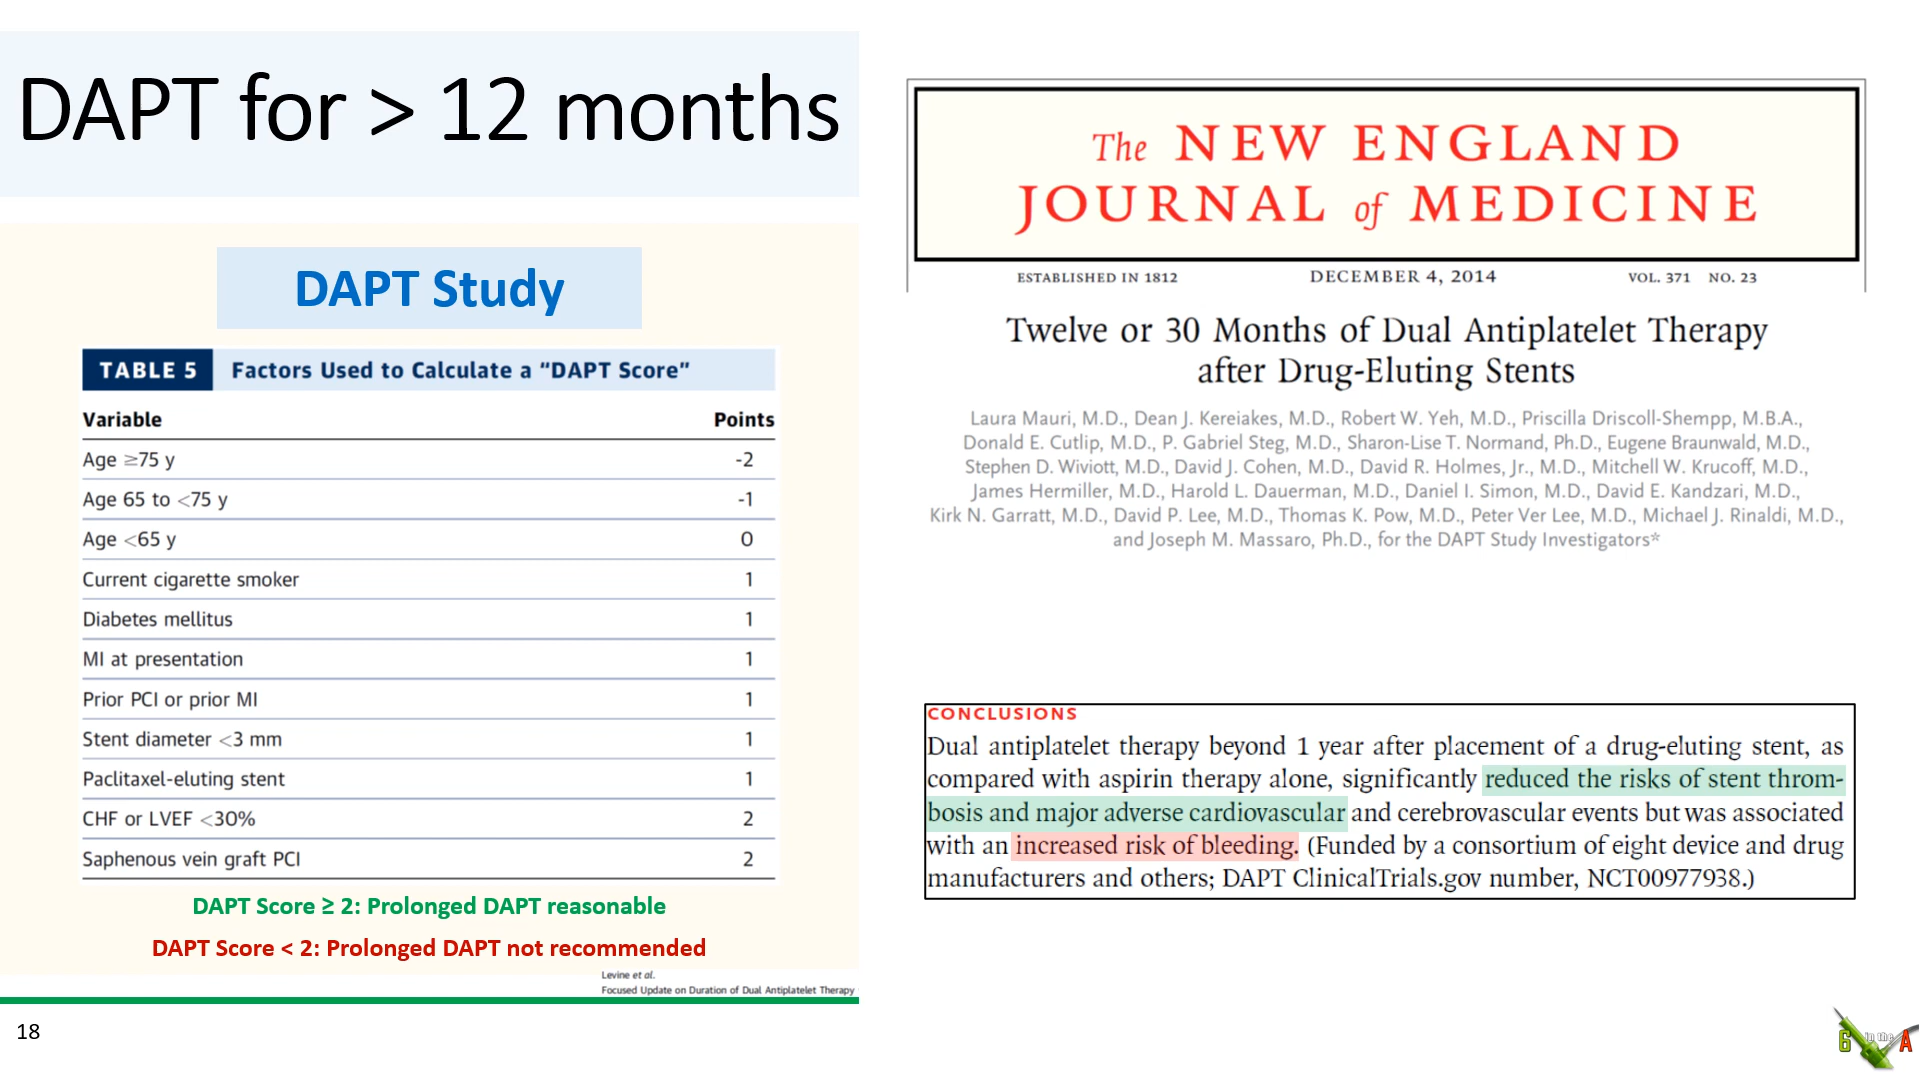 DAPT for > 12 months
DAPT Study
TABLE 5 Factors Used to Calculate a “DAPT Score”
Variable Points
Age ≥75 y -2
Age 65 to <75 y -1
Age <65 y 0
Current cigarette smoker 1
Diabetes mellitus 1
MI at presentation 1
Prior PCI or prior MI 1
Stent diameter <3 mm 1
Paclitaxel-eluting stent 1
CHF or LVEF <30% 2
Saphenous vein graft PCI 2
DAPT Score ≥ 2: Prolonged DAPT reasonable
DAPT Score < 2: Prolonged DAPT not recommended
Levine et al.
Focused Update on Duration of Dual Antiplatelet Therapy
18
The NEW ENGLAND
JOURNAL of MEDICINE
ESTABLISHED IN 1812 DECEMBER 4, 2014 VOL. 371 NO. 23
Twelve or 30 Months of Dual Antiplatelet Therapy
after Drug-Eluting Stents
Laura Mauri, M.D., Dean J. Kereiakes, M.D., Robert W. Yeh, M.D., Priscilla Driscoll-Shempp, M.B.A.,
Donald E. Cutlip, M.D., P. Gabriel Steg, M.D., Sharon-Lise T. Normand, Ph.D., Eugene Braunwald, M.D.,
Stephen D. Wiviott, M.D., David J. Cohen, M.D., David R. Holmes, Jr., M.D., Mitchell W. Krucoff, M.D.,
James Hermiller, M.D., Harold L. Dauerman, M.D., Daniel I. Simon, M.D., David E. Kandzari, M.D.,
Kirk N. Garratt, M.D., David P. Lee, M.D., Thomas K. Pow, M.D., Peter Ver Lee, M.D., Michael J. Rinaldi, M.D.,
and Joseph M. Massaro, Ph.D., for the DAPT Study Investigators*
CONCLUSIONS
Dual antiplatelet therapy beyond 1 year after placement of a drug-eluting stent, as
compared with aspirin therapy alone, significantly reduced the risks of stent throm-
bosis and major adverse cardiovascular and cerebrovascular events but was associated
with an increased risk of bleeding. (Funded by a consortium of eight device and drug
manufacturers and others; DAPT ClinicalTrials.gov number, NCT00977938.)
6 in the A